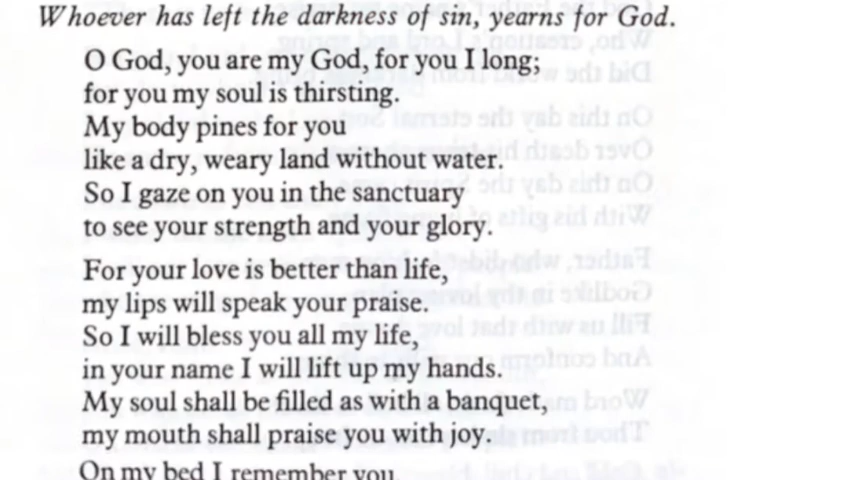 Whoever has left the darkness of sin, yearns for God.
O God, you are my God, for you I long;
for you my soul is thirsting.
My body pines for you
like a dry, weary land without water.
So I gaze on you in the sanctuary
to see your strength and your glory.
For your love is better than life,
my lips will speak your praise.
So I will bless you all my life,
in your name I will lift up my hands.
My soul shall be filled as with a banquet,
my mouth shall praise you with joy.
On my bed I remember you